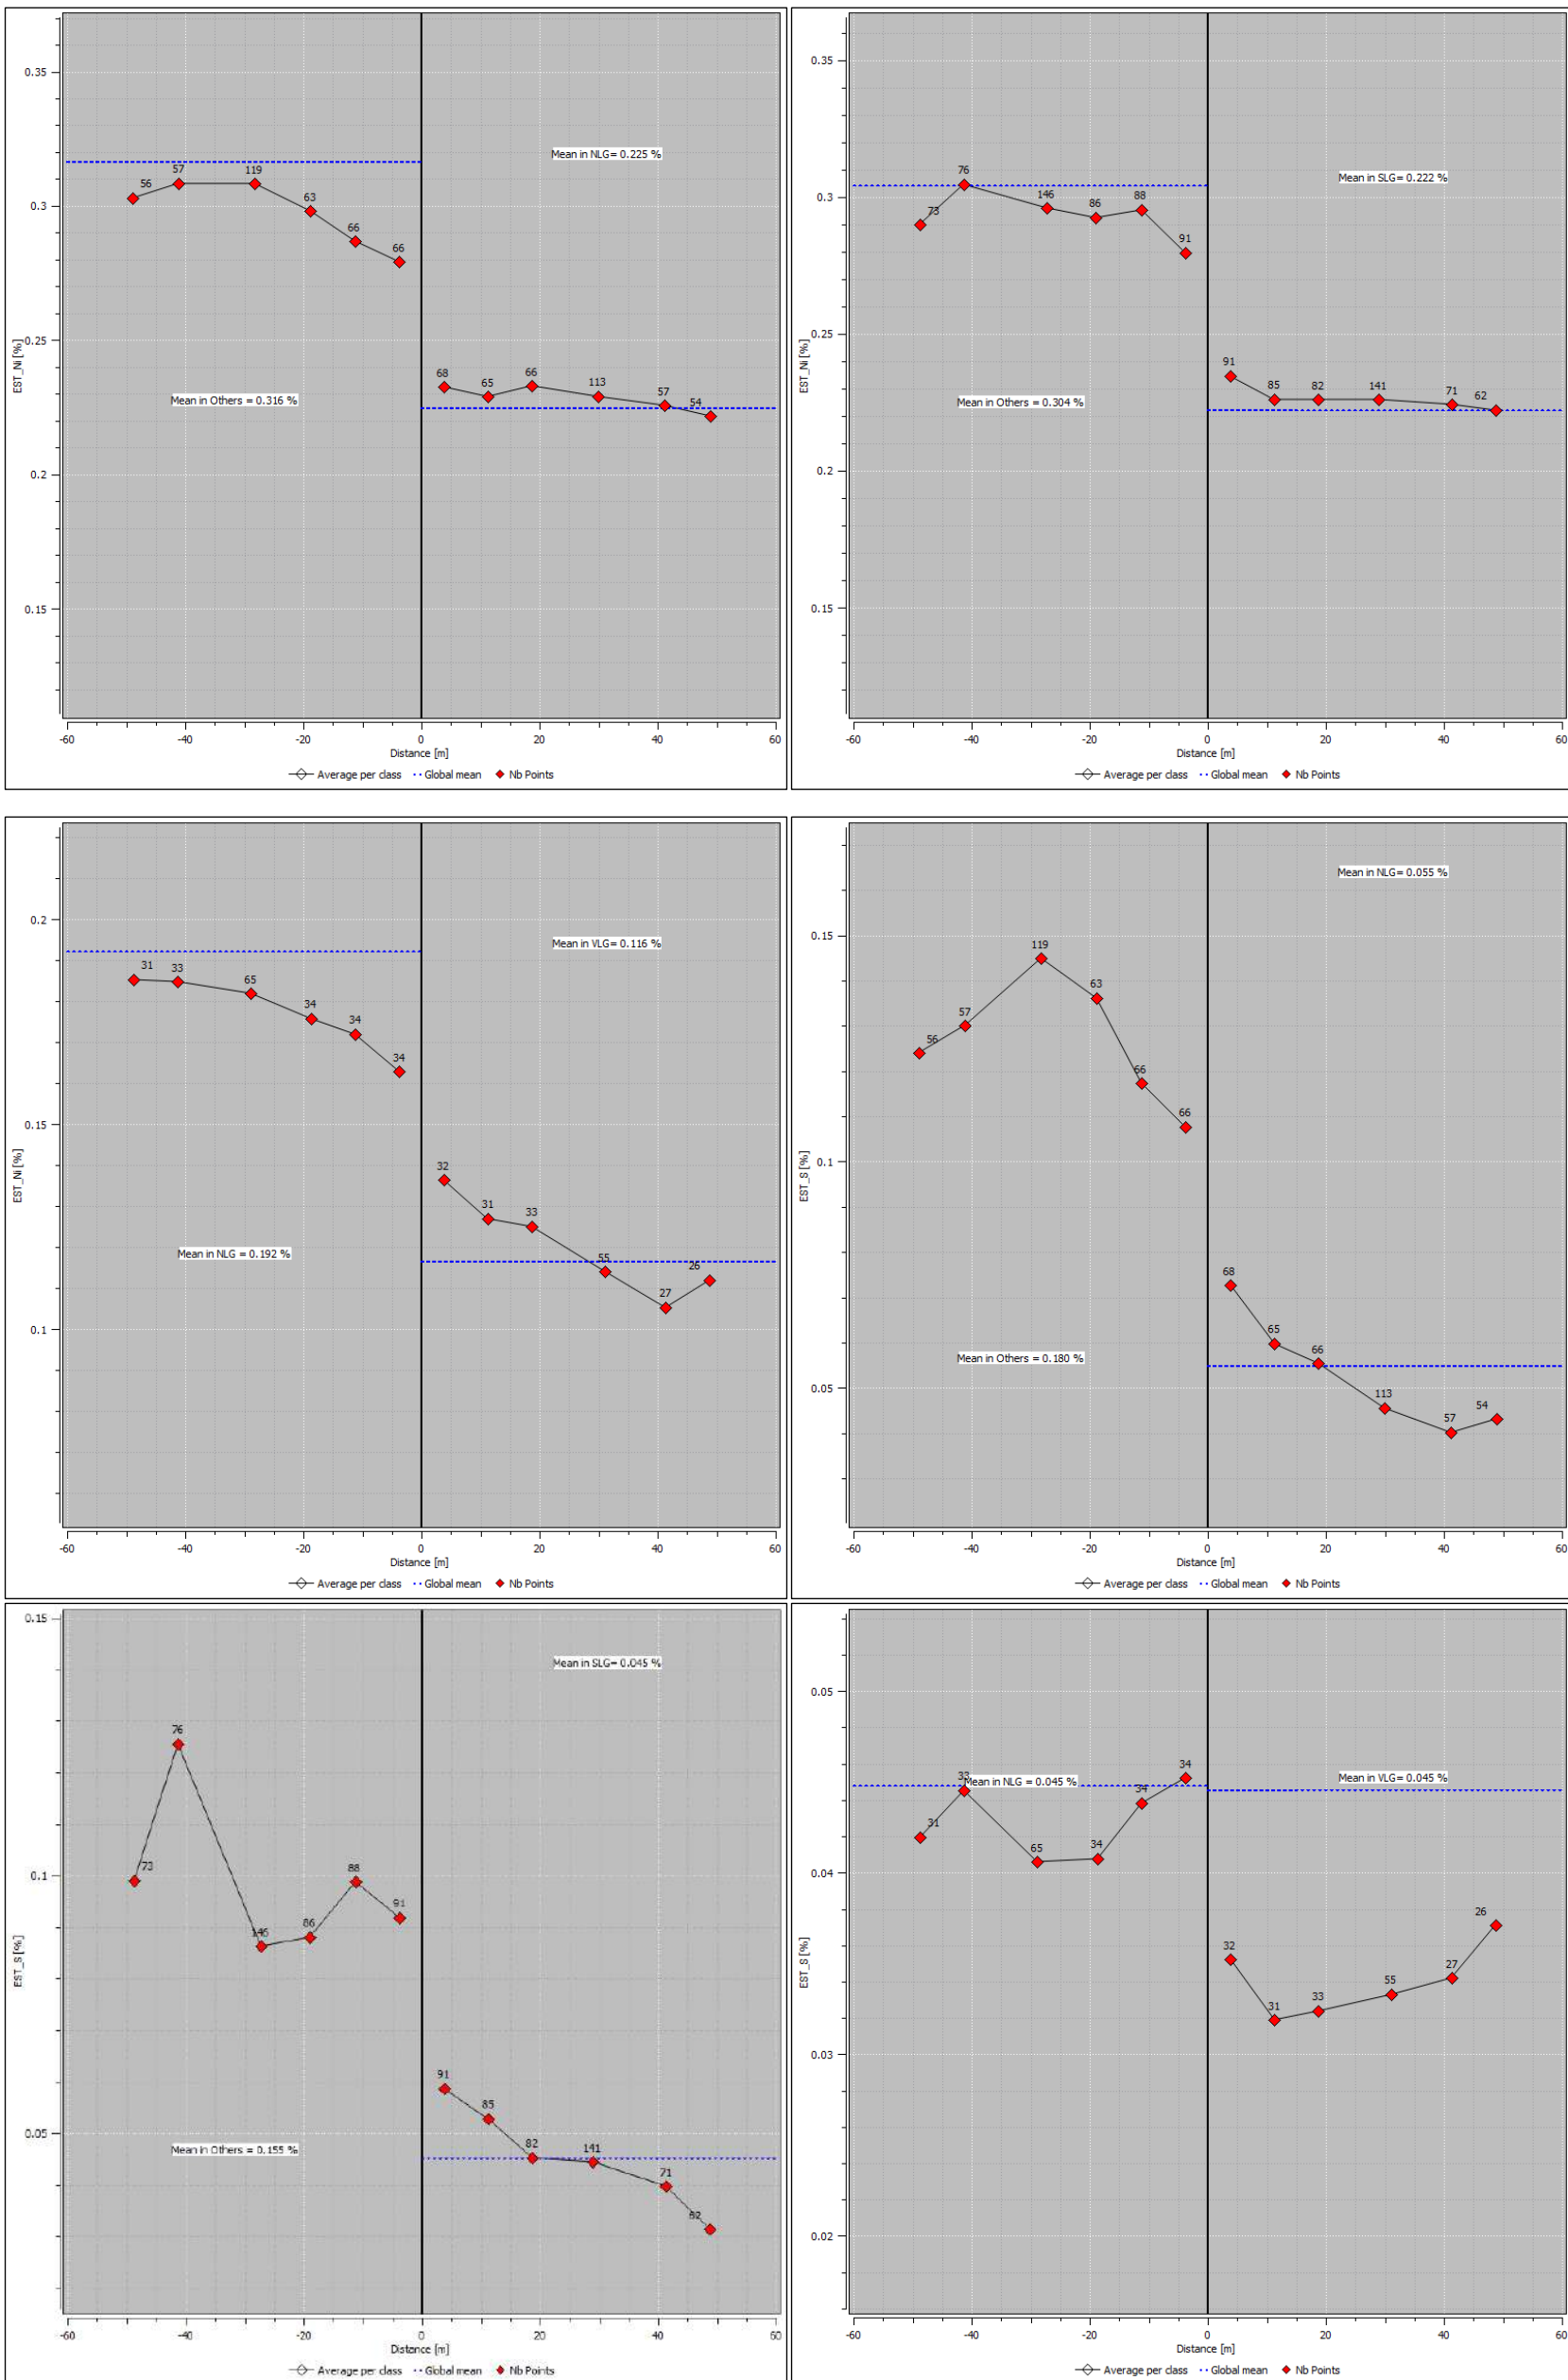 0.35
0.3
0.25
0.2
0.15
EST_Ni [%]
56
57
119
63
66
66
68
65
66
113
57
54
Mean in NLG= 0.225 %
Mean in Others = 0.316 %
-60 -40 -20 0 20 40 60
Distance [m]
Average per class Global mean Nb Points
0.35
0.3
0.25
0.2
0.15
EST_Ni [%]
73
76
146
86
88
91
91
85
82
141
71
62
Mean in SLG= 0.222 %
Mean in Others = 0.304 %
-60 -40 -20 0 20 40 60
Distance [m]
Average per class Global mean Nb Points
0.2
0.15
0.1
EST_Ni [%]
31
33
65
34
34
34
32
31
33
55
27
26
Mean in VLG= 0.116 %
Mean in NLG = 0.192 %
-60 -40 -20 0 20 40 60
Distance [m]
Average per class Global mean Nb Points
0.15
0.1
0.05
EST_S [%]
56
57
119
63
66
66
68
65
66
113
57
54
Mean in NLG= 0.055 %
Mean in Others = 0.180 %
-60 -40 -20 0 20 40 60
Distance [m]
Average per class Global mean Nb Points
0.15
0.1
0.05
EST_S [%]
73
76
146
86
88
91
91
85
82
141
71
62
Mean in SLG= 0.045 %
Mean in Others = 0.155 %
-60 -40 -20 0 20 40 60
Distance [m]
Average per class Global mean Nb Points
0.05
0.04
0.03
0.02
EST_S [%]
31
33
65
34
34
34
32
31
33
55
27
26
Mean in NLG = 0.045 %
Mean in VLG= 0.045 %
-60 -40 -20 0 20 40 60
Distance [m]
Average per class Global mean Nb Points